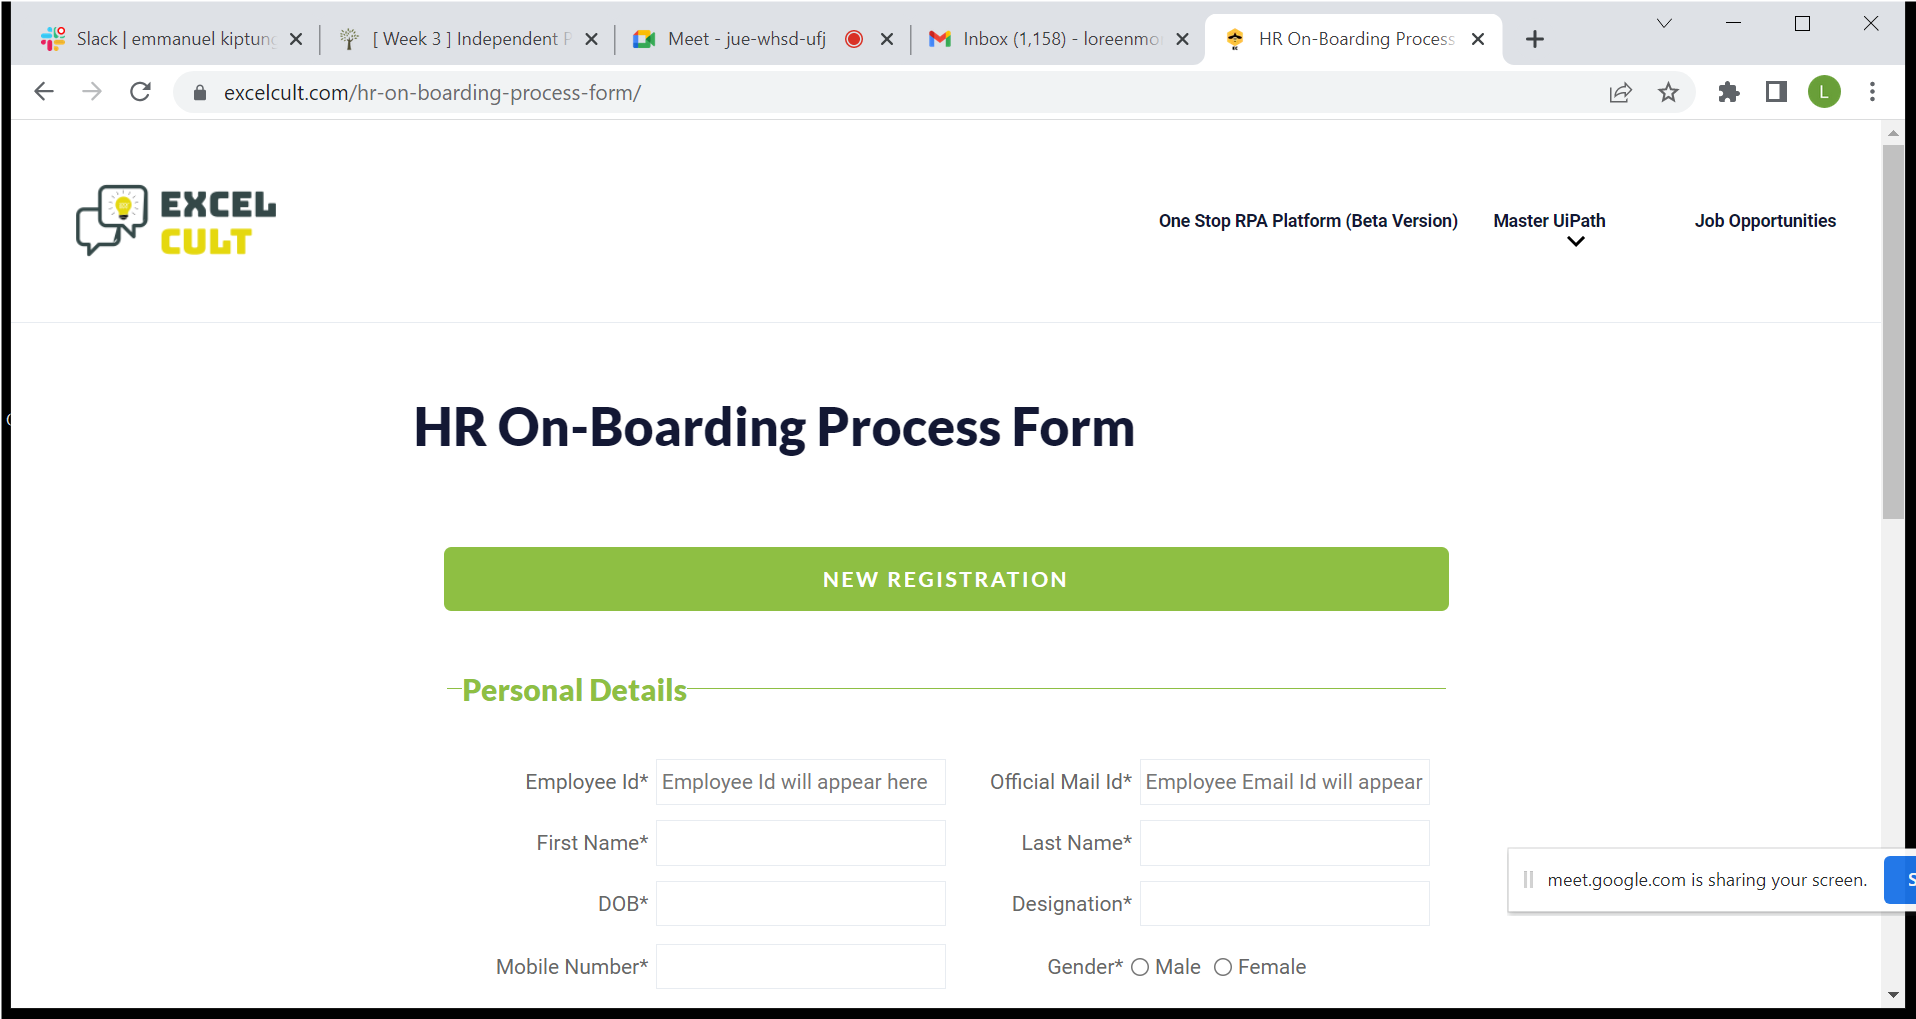 Slack | emmanuel kiptung
[ Week 3 ] Independent P
Meet - jue-whsd-ufj
Inbox (1,158) - loreenmo
HR On-Boarding Process
excelcult.com/hr-on-boarding-process-form/
L
EXCEL
CULT
One Stop RPA Platform (Beta Version)
Master UiPath
Job Opportunities
HR On-Boarding Process Form
NEW REGISTRATION
Personal Details
Employee Id* Employee Id will appear here
Official Mail Id* Employee Email Id will appear
First Name*
Last Name*
meet.google.com is sharing your screen.
S
DOB*
Designation*
Mobile Number*
Gender* Male Female